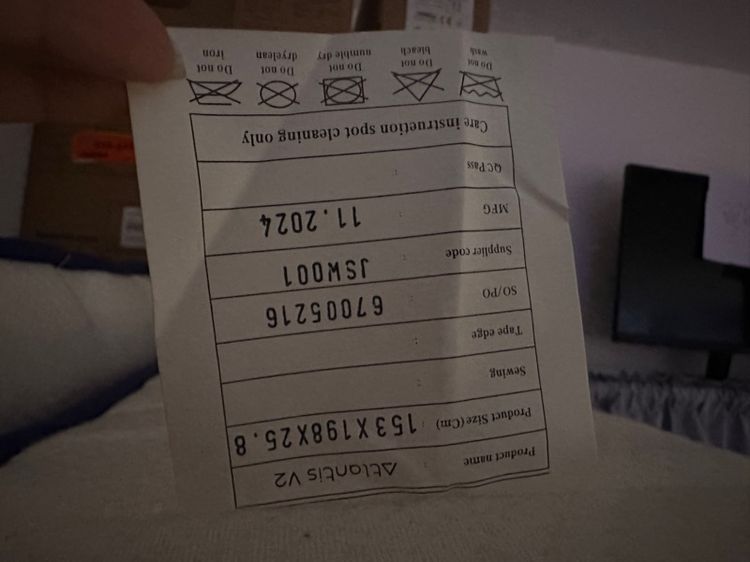 Product name : Atlantis V2
Product Size(Cm) : 153X198X25.8
Sewing :
Tape edge :
SO/PO 67005216
Supplier code : JSW001
MFG : 11.2024
QC Pass :
Care instruction spot cleaning only
Do not wash
Do not bleach
Do not numble dry
Do not dryclean
Do not iron